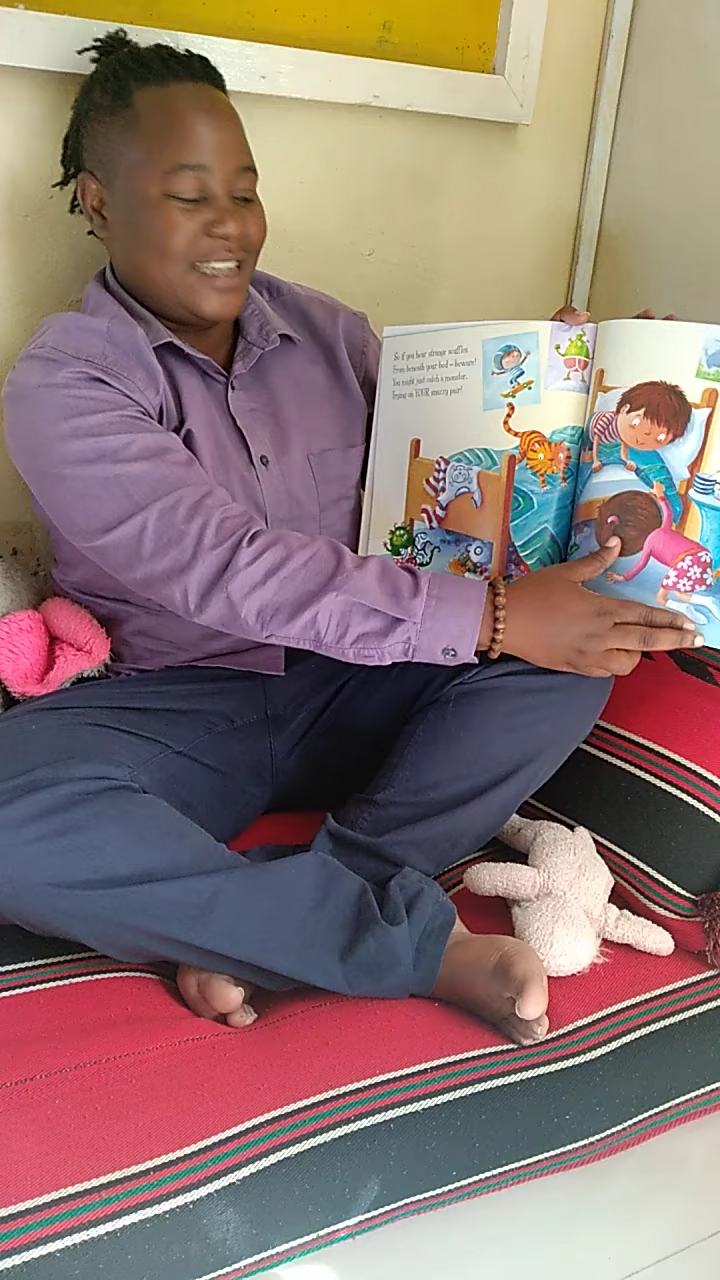 So if you hear strange scuffles
From beneath your bed – beware!
You might just catch a monster,
Trying on YOUR snazzy pair!